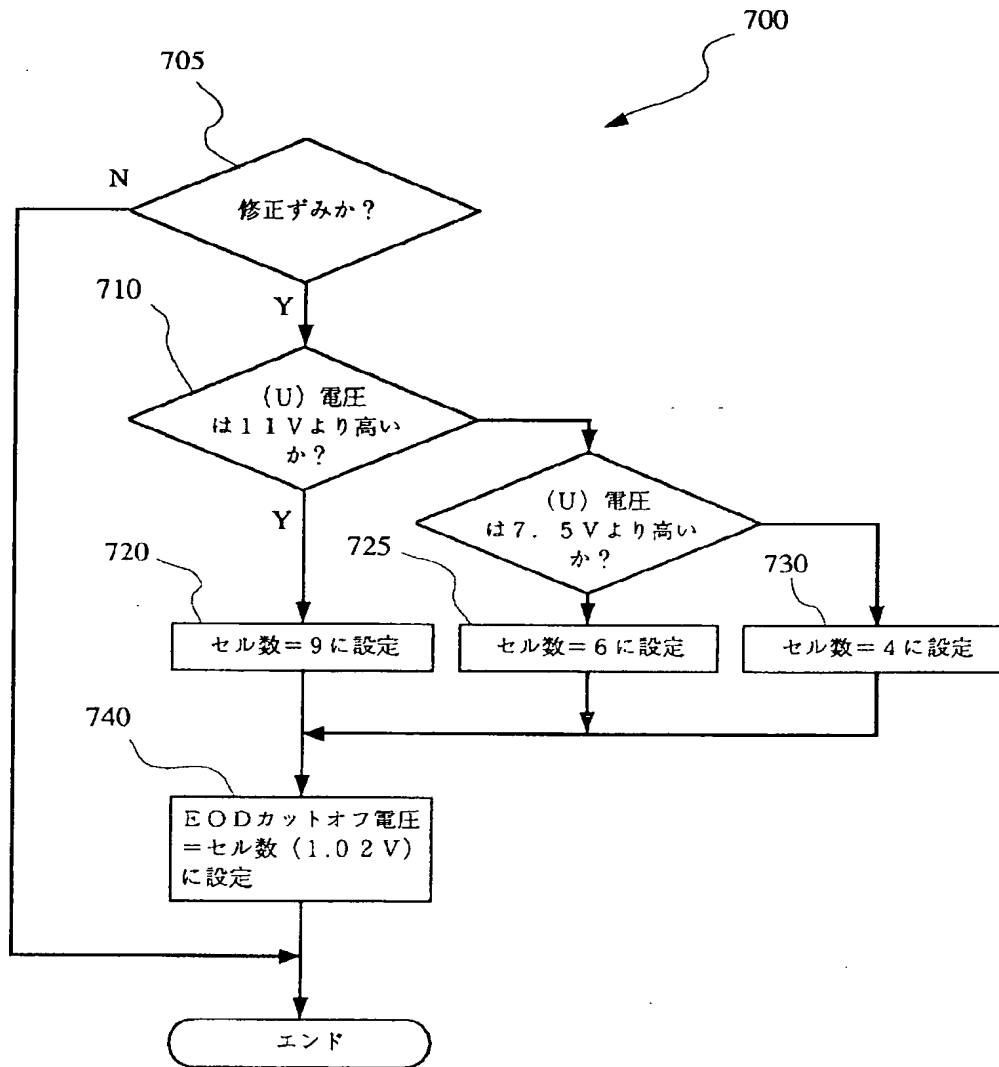 700
705
N
修正ずみか?
710
Y
(U)電圧
は11Vより高い
か?
(U)電圧
は7.5Vより高い
か?
Y
720
725
730
セル数=9に設定
セル数=6に設定
セル数=4に設定
740
EODカットオフ電圧
=セル数(1.02V)
に設定
エンド